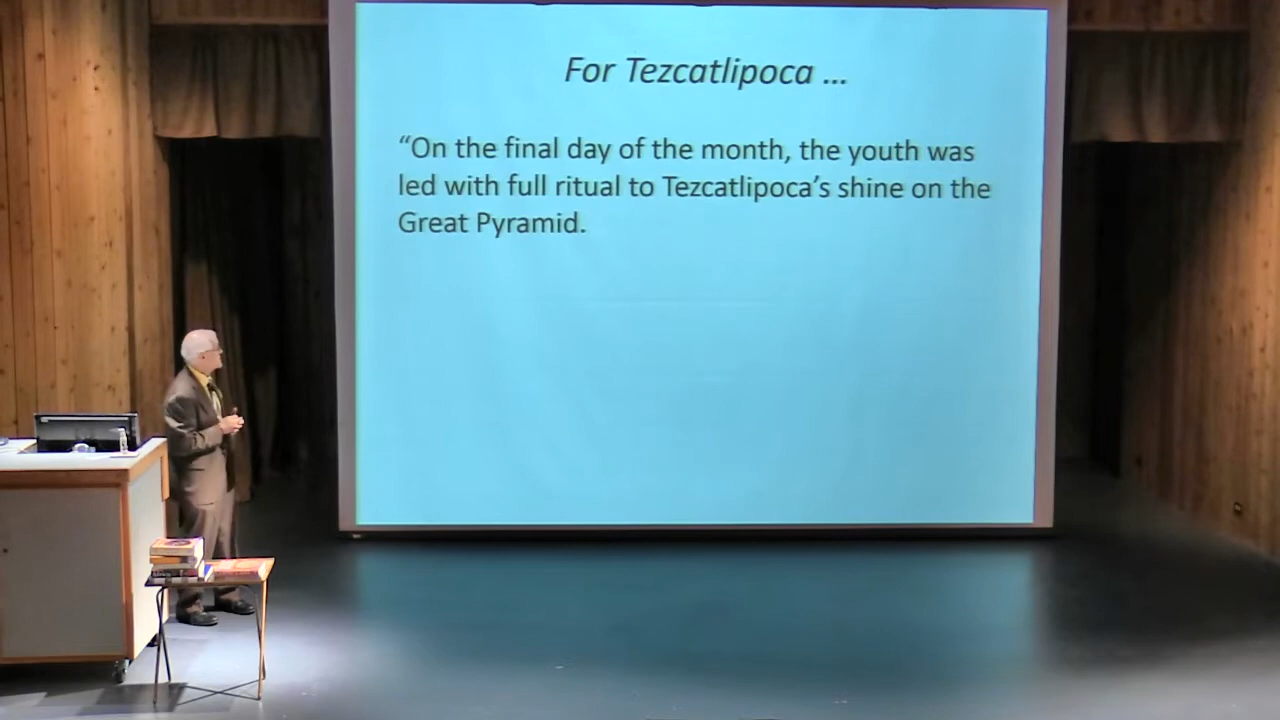 For Tezcatlipoca ...
“On the final day of the month, the youth was
led with full ritual to Tezcatlipoca’s shine on the
Great Pyramid.